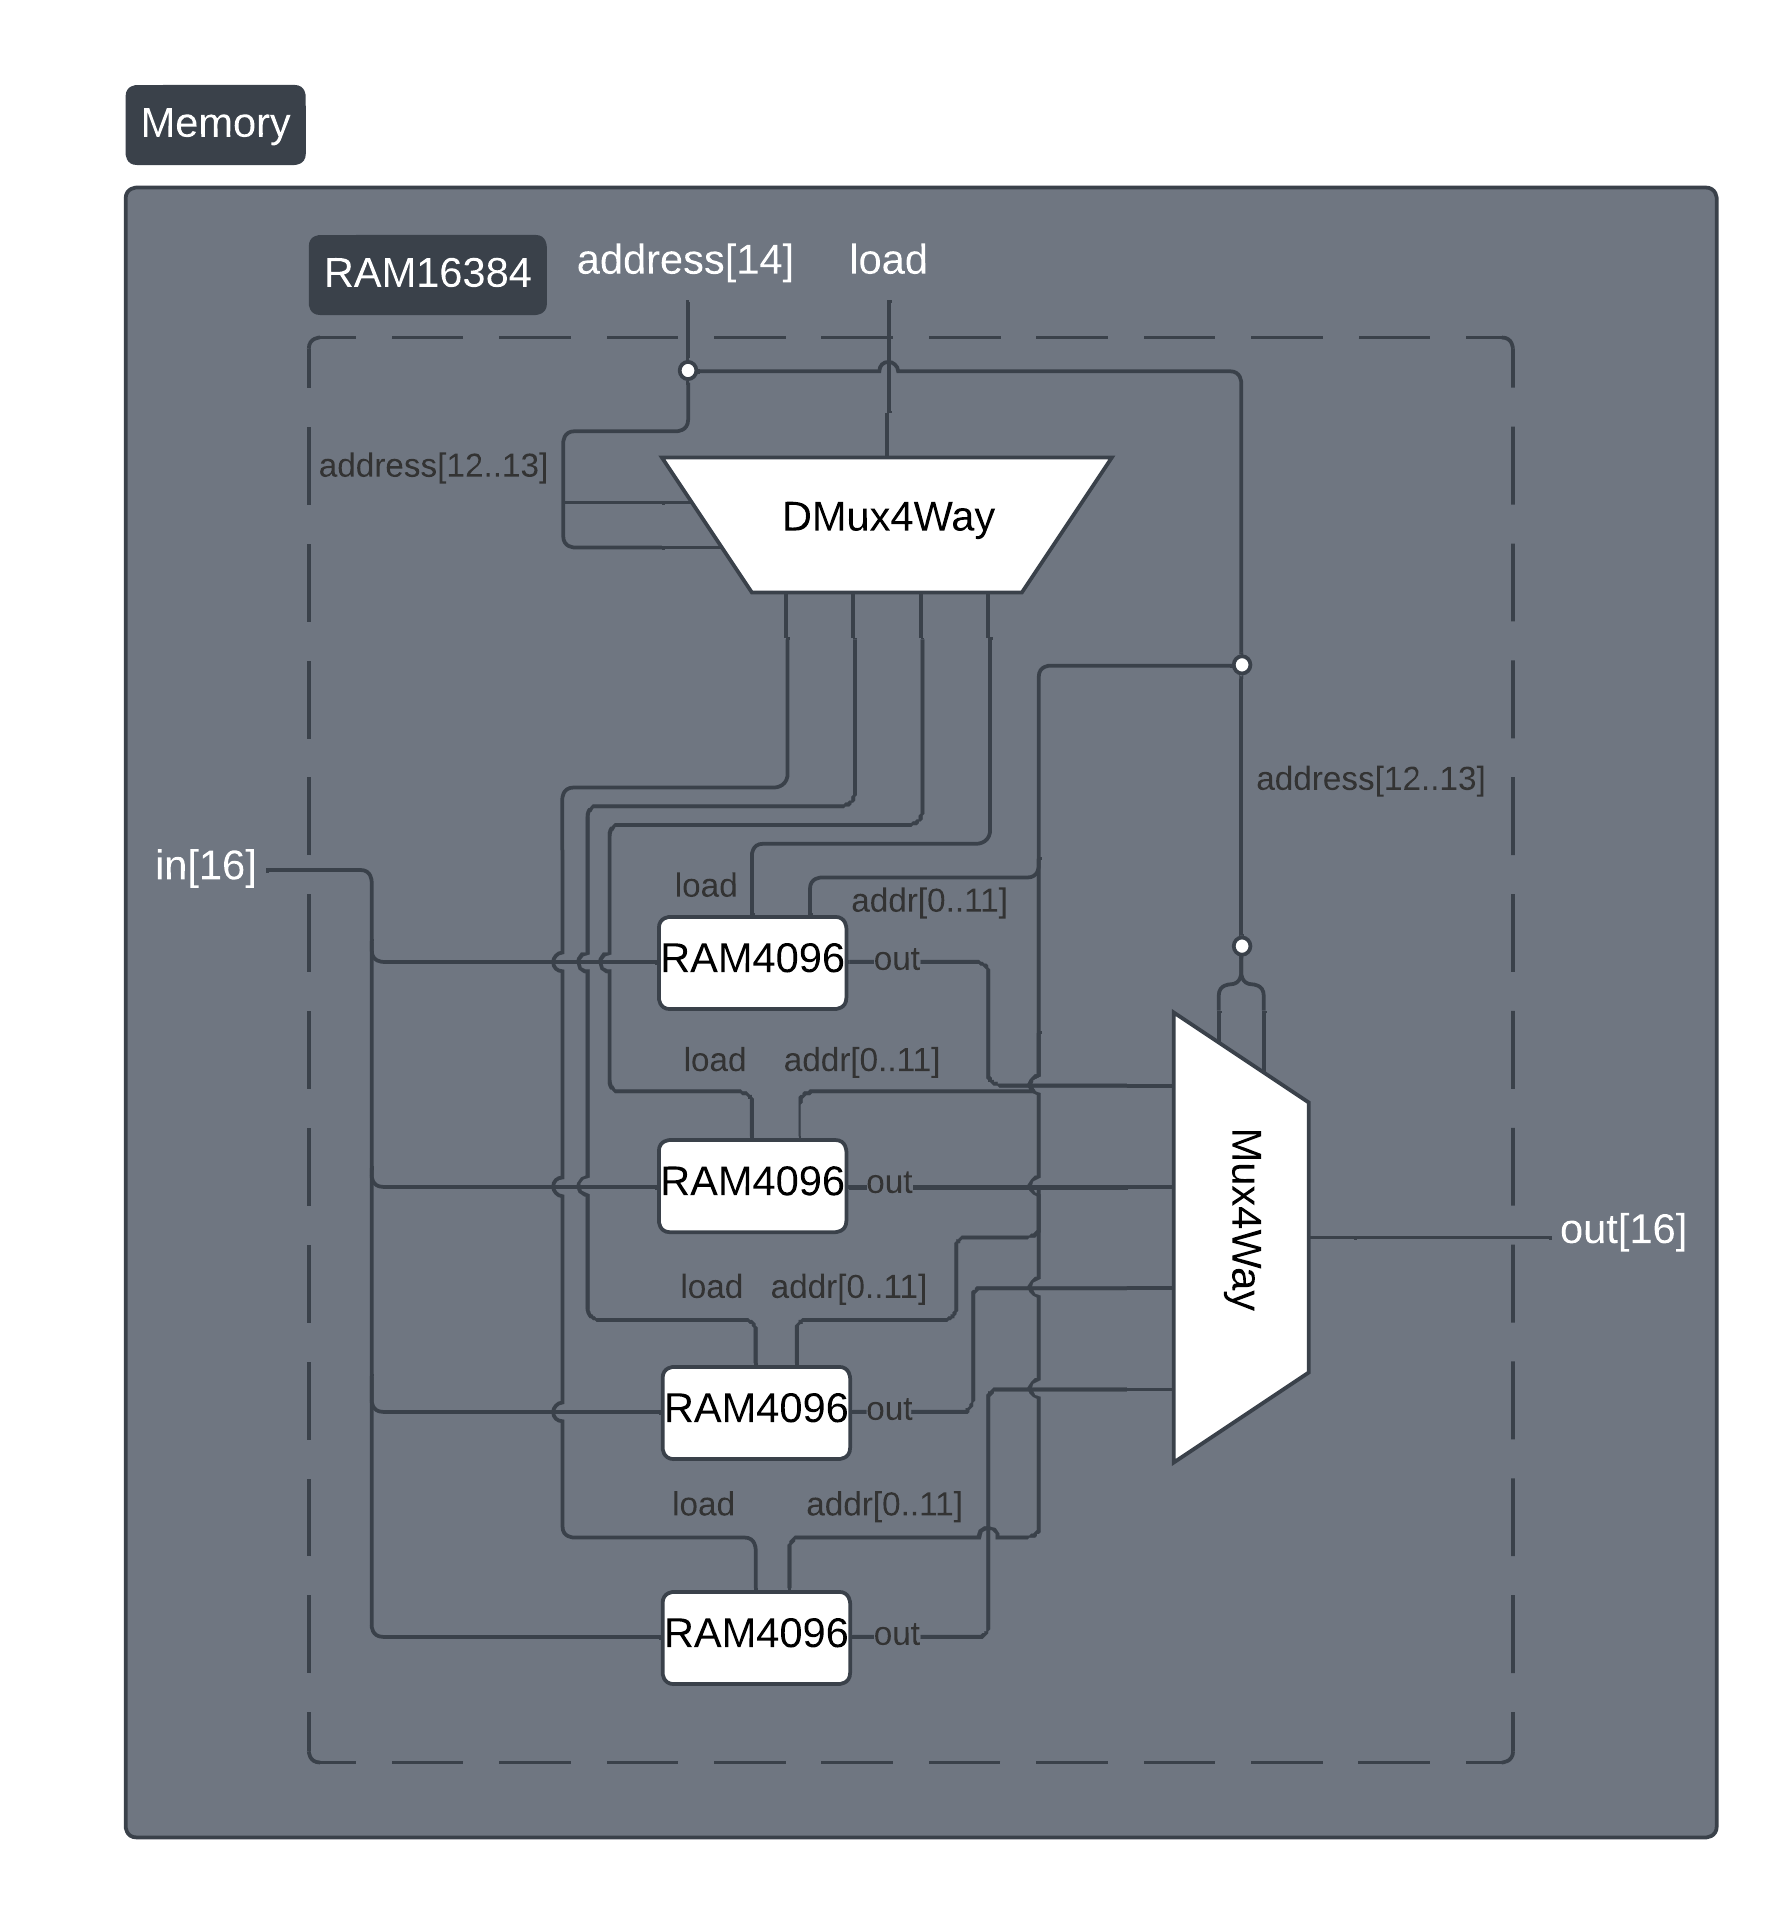 Memory
RAM16384
address[14]
load
address[12..13]
DMux4Way
address[12..13]
in[16]
load
addr[0..11]
RAM4096
out
load
addr[0..11]
RAM4096
out
Mux4Way
out[16]
load
addr[0..11]
RAM4096
out
load
addr[0..11]
RAM4096
out